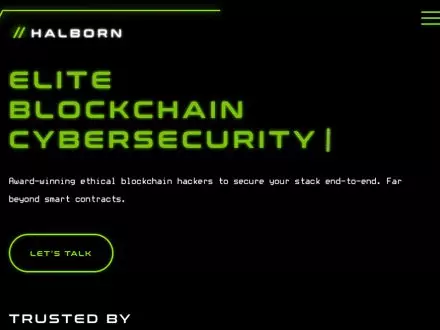 // HALBORN
ELITE
BLOCKCHAIN
CYBERSECURITY |
Award-winning ethical blockchain hackers to secure your stack end-to-end. Far
beyond smart contracts.
LET'S TALK
TRUSTED BY